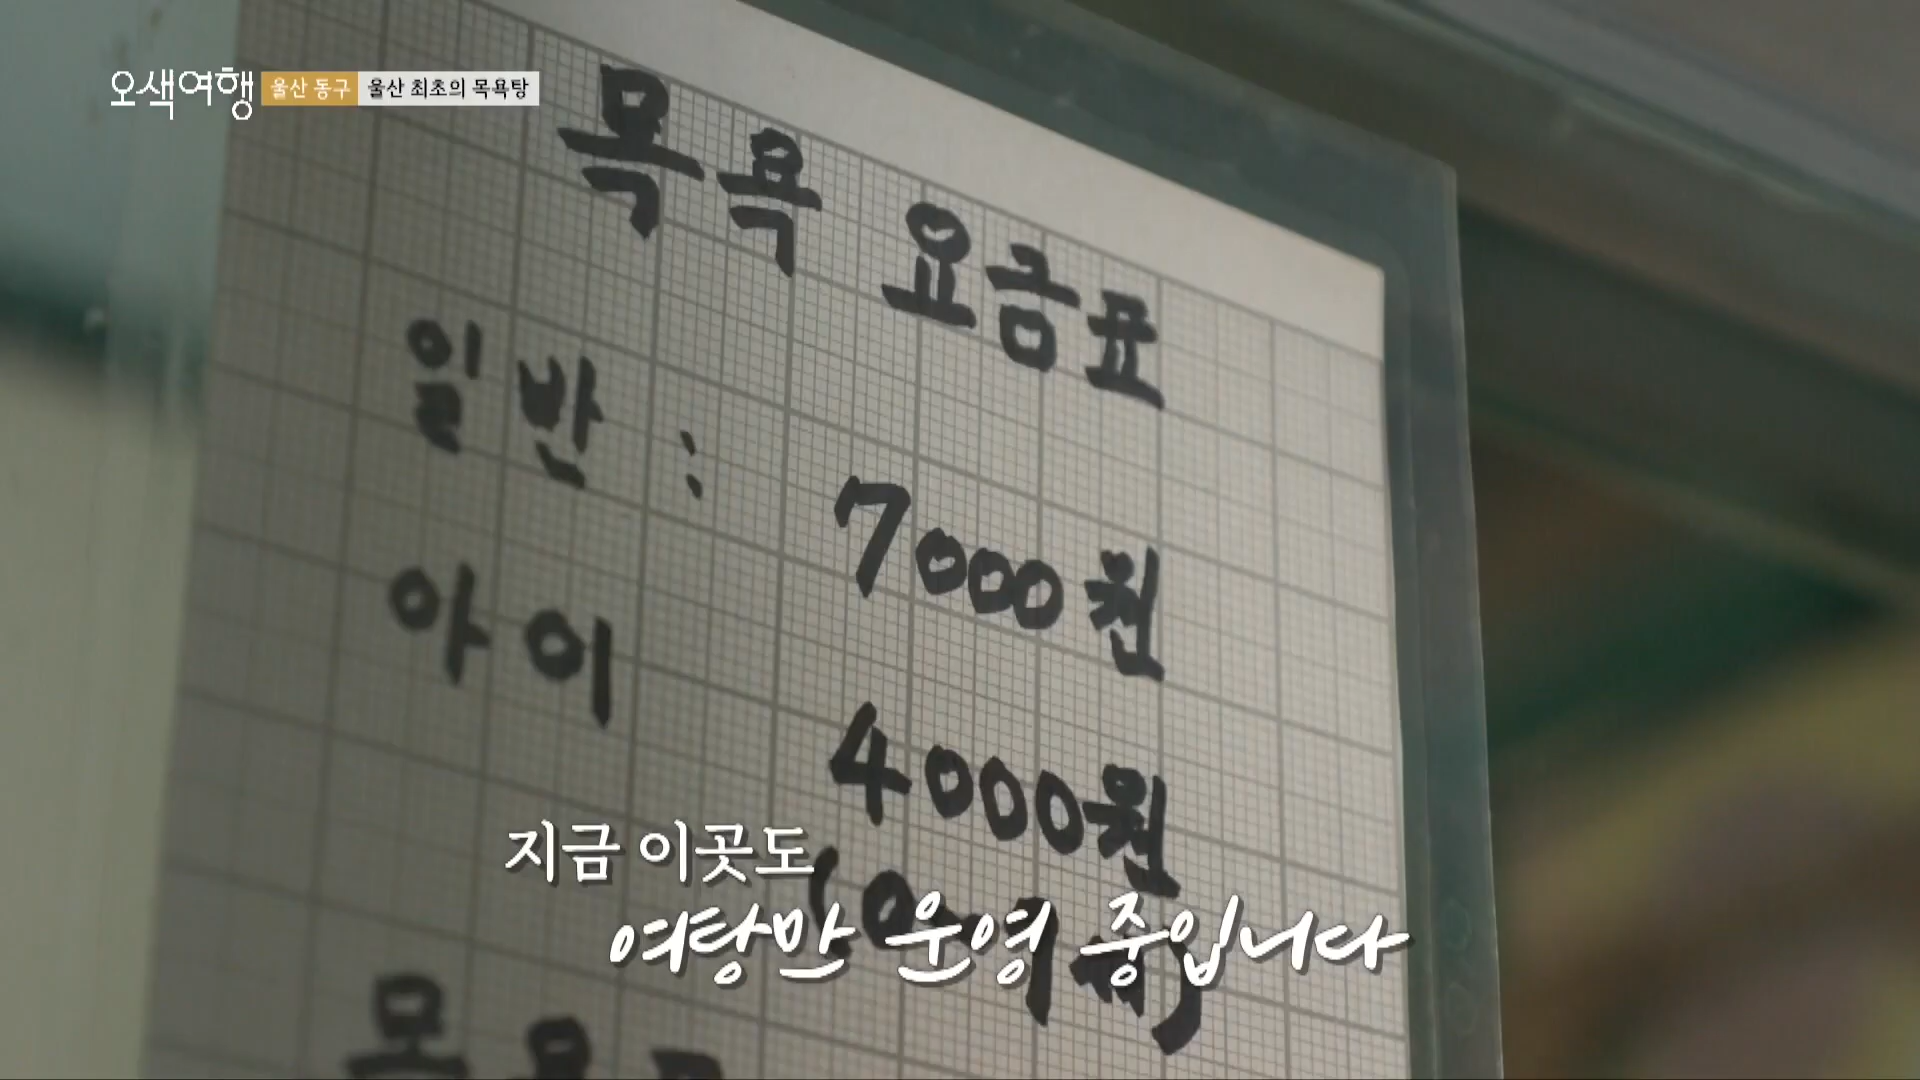 오색여행 울산 동구 울산 최초의 목욕탕
목욕 요금표
일반 : 7000원
아이 4000원
지금 이곳도
여탕만 운영 중입니다